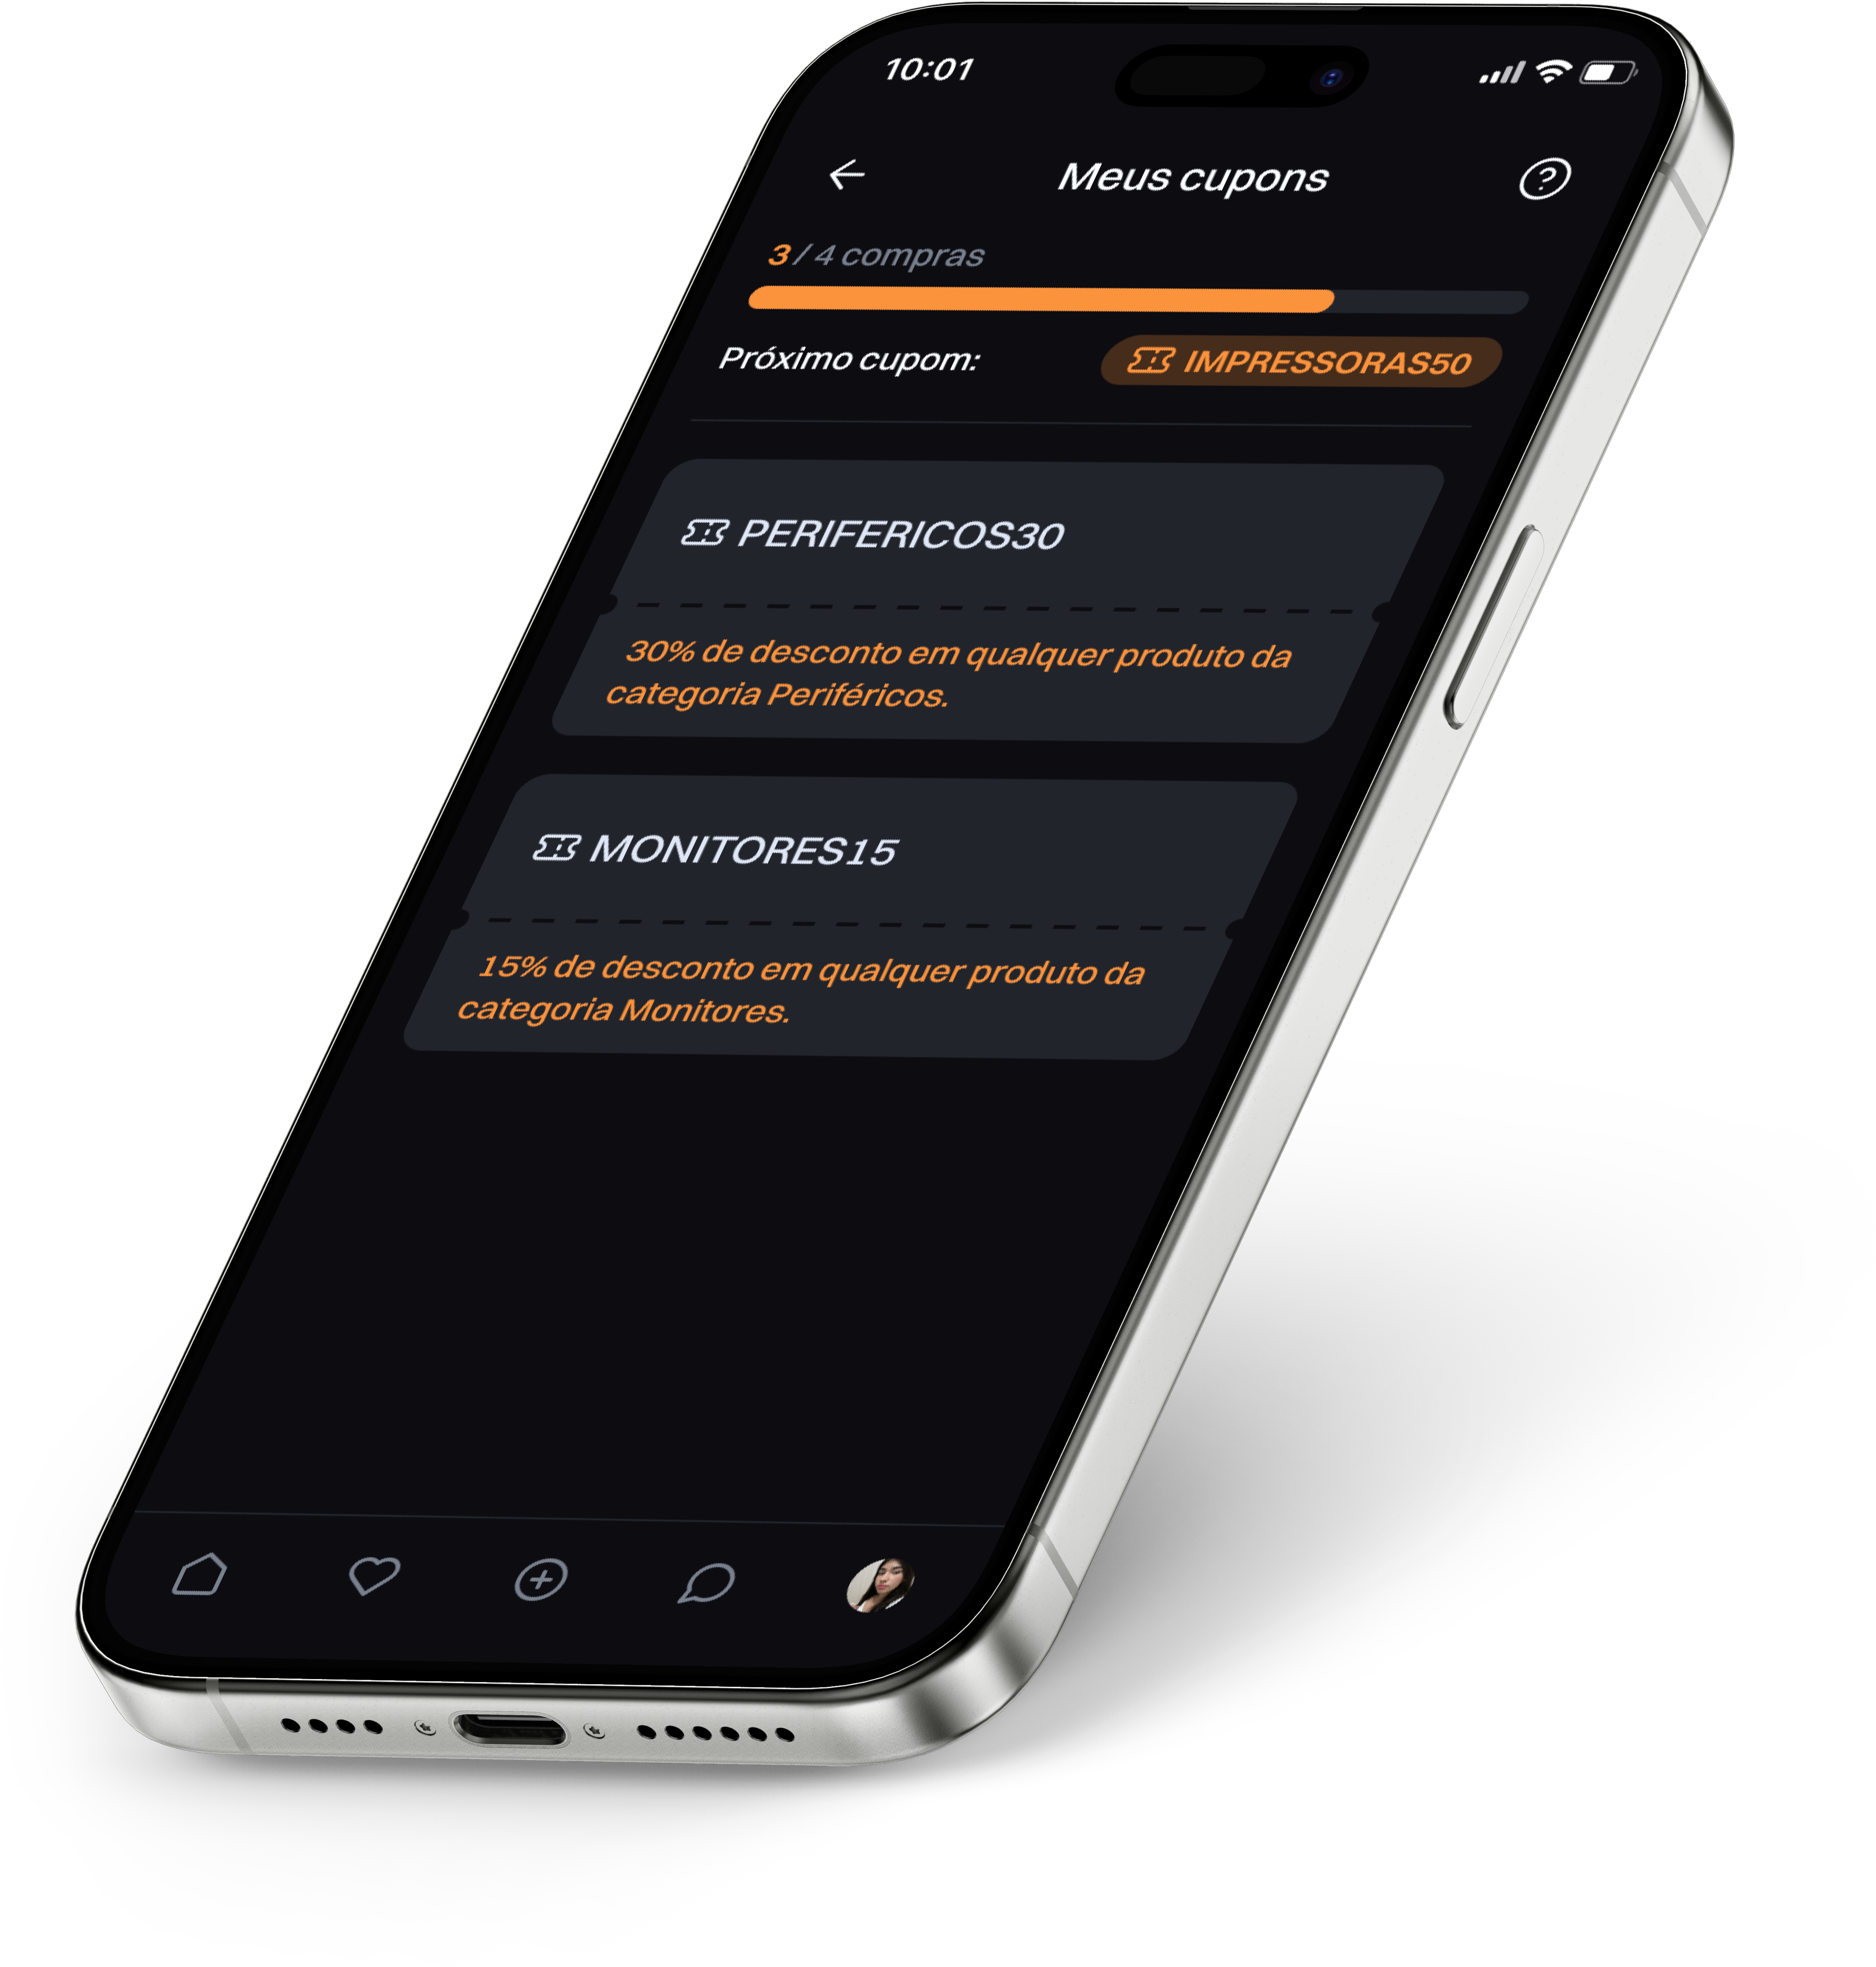 10:01
Meus cupons
3 / 4 compras
Próximo cupom:
IMPRESSORAS50
PERIFERICOS30
30% de desconto em qualquer produto da
categoria Periféricos.
MONITORES15
15% de desconto em qualquer produto da
categoria Monitores.